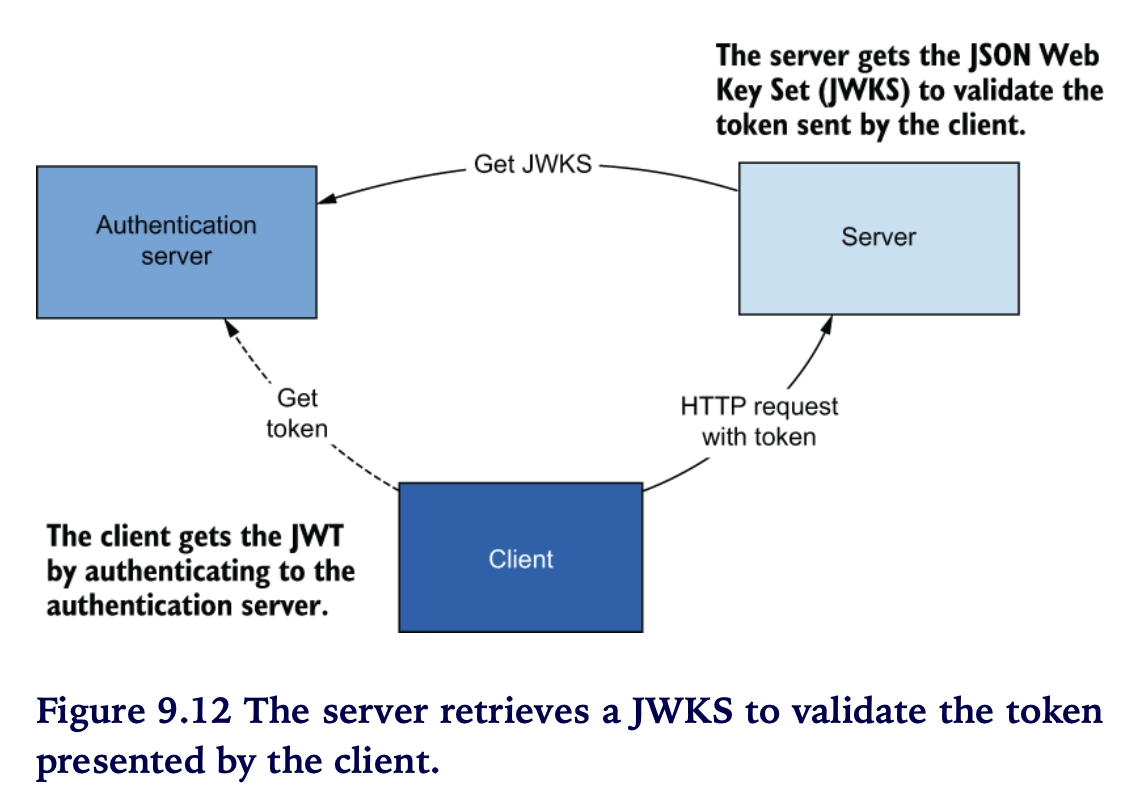 The server gets the JSON Web
Key Set (JWKS) to validate the
token sent by the client.
Get JWKS
Authentication
server
Server
Get
token
HTTP request
with token
The client gets the JWT
by authenticating to the
authentication server.
Client
Figure 9.12 The server retrieves a JWKS to validate the token
presented by the client.